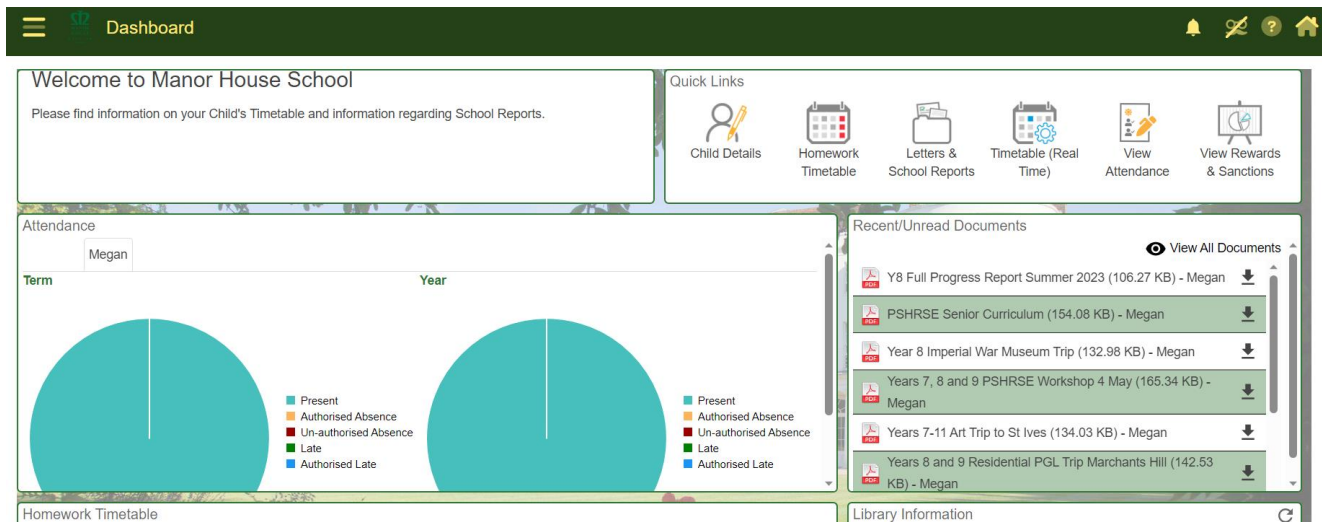 Dashboard
Welcome to Manor House School
Please find information on your Child's Timetable and information regarding School Reports.
Quick Links
Child Details
Homework
Timetable
Letters &
School Reports
Timetable (Real
Time)
View
Attendance
View Rewards
& Sanctions
Attendance
Megan
Term
Present
Authorised Absence
Un-authorised Absence
Late
Authorised Late
Year
Present
Authorised Absence
Un-authorised Absence
Late
Authorised Late
Recent/Unread Documents
View All Documents
PDF
Y8 Full Progress Report Summer 2023 (106.27 KB) - Megan
PDF
PSHRSE Senior Curriculum (154.08 KB) - Megan
PDF
Year 8 Imperial War Museum Trip (132.98 KB) - Megan
PDF
Years 7, 8 and 9 PSHRSE Workshop 4 May (165.34 KB) -
Megan
PDF
Years 7-11 Art Trip to St Ives (134.03 KB) - Megan
PDF
Years 8 and 9 Residential PGL Trip Marchants Hill (142.53
KB) - Megan
Homework Timetable
Library Information